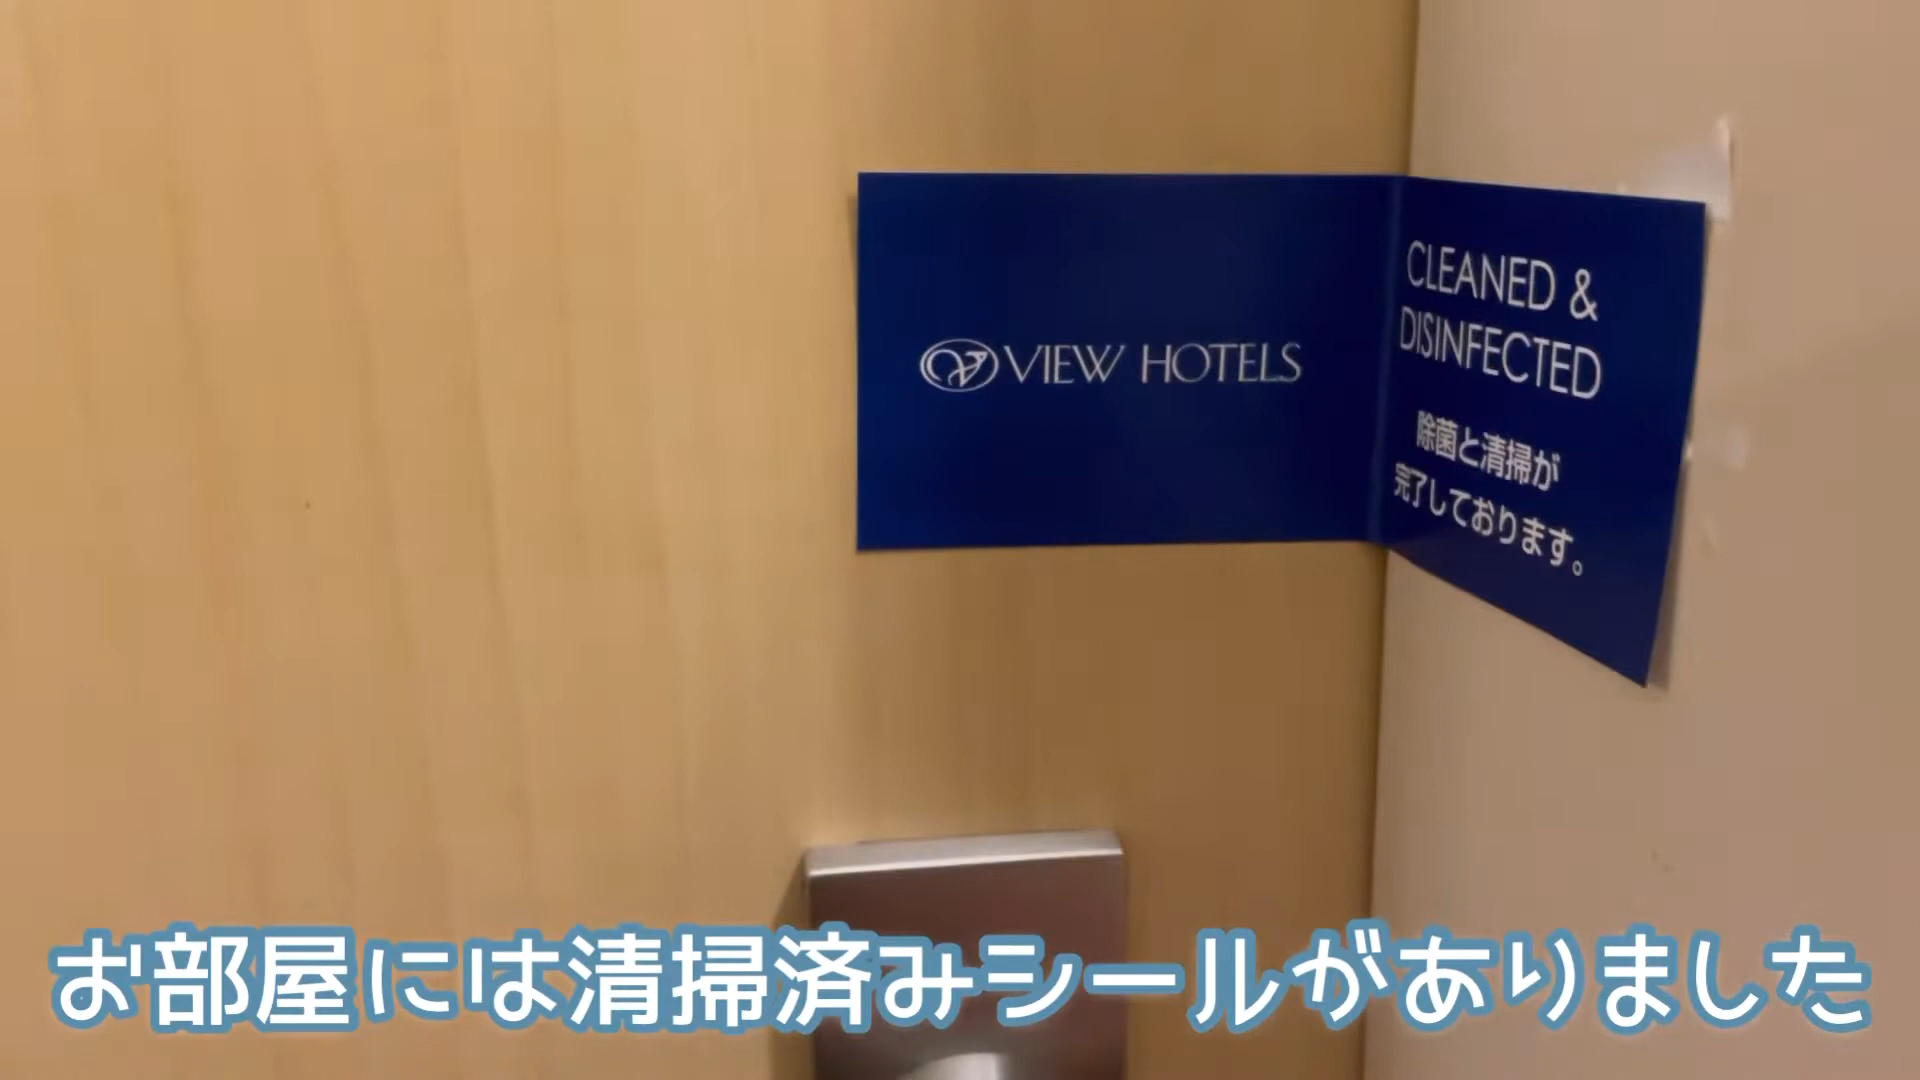 VIEW HOTELS
CLEANED &
DISINFECTED
除菌と清掃が
完了しております。
お部屋には清掃済みシールがありました